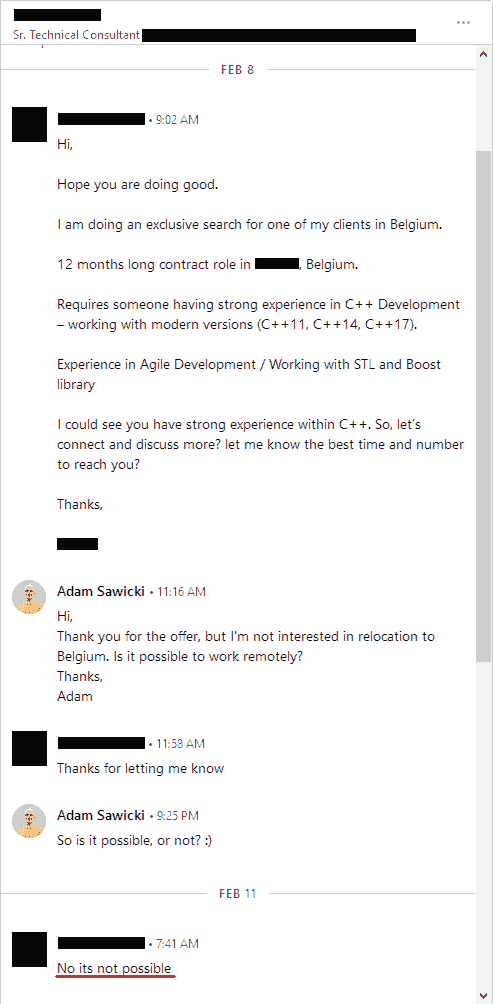 Sr. Technical Consultant
FEB 8
• 9:02 AM
Hi,
Hope you are doing good.
I am doing an exclusive search for one of my clients in Belgium.
12 months long contract role in , Belgium.
Requires someone having strong experience in C++ Development
– working with modern versions (C++11, C++14, C++17).
Experience in Agile Development / Working with STL and Boost
library
I could see you have strong experience within C++. So, let's
connect and discuss more? let me know the best time and number
to reach you?
Thanks,
Adam Sawicki • 11:16 AM
Hi,
Thank you for the offer, but I'm not interested in relocation to
Belgium. Is it possible to work remotely?
Thanks,
Adam
• 11:58 AM
Thanks for letting me know
Adam Sawicki • 9:25 PM
So is it possible, or not? :)
FEB 11
• 7:41 AM
No its not possible